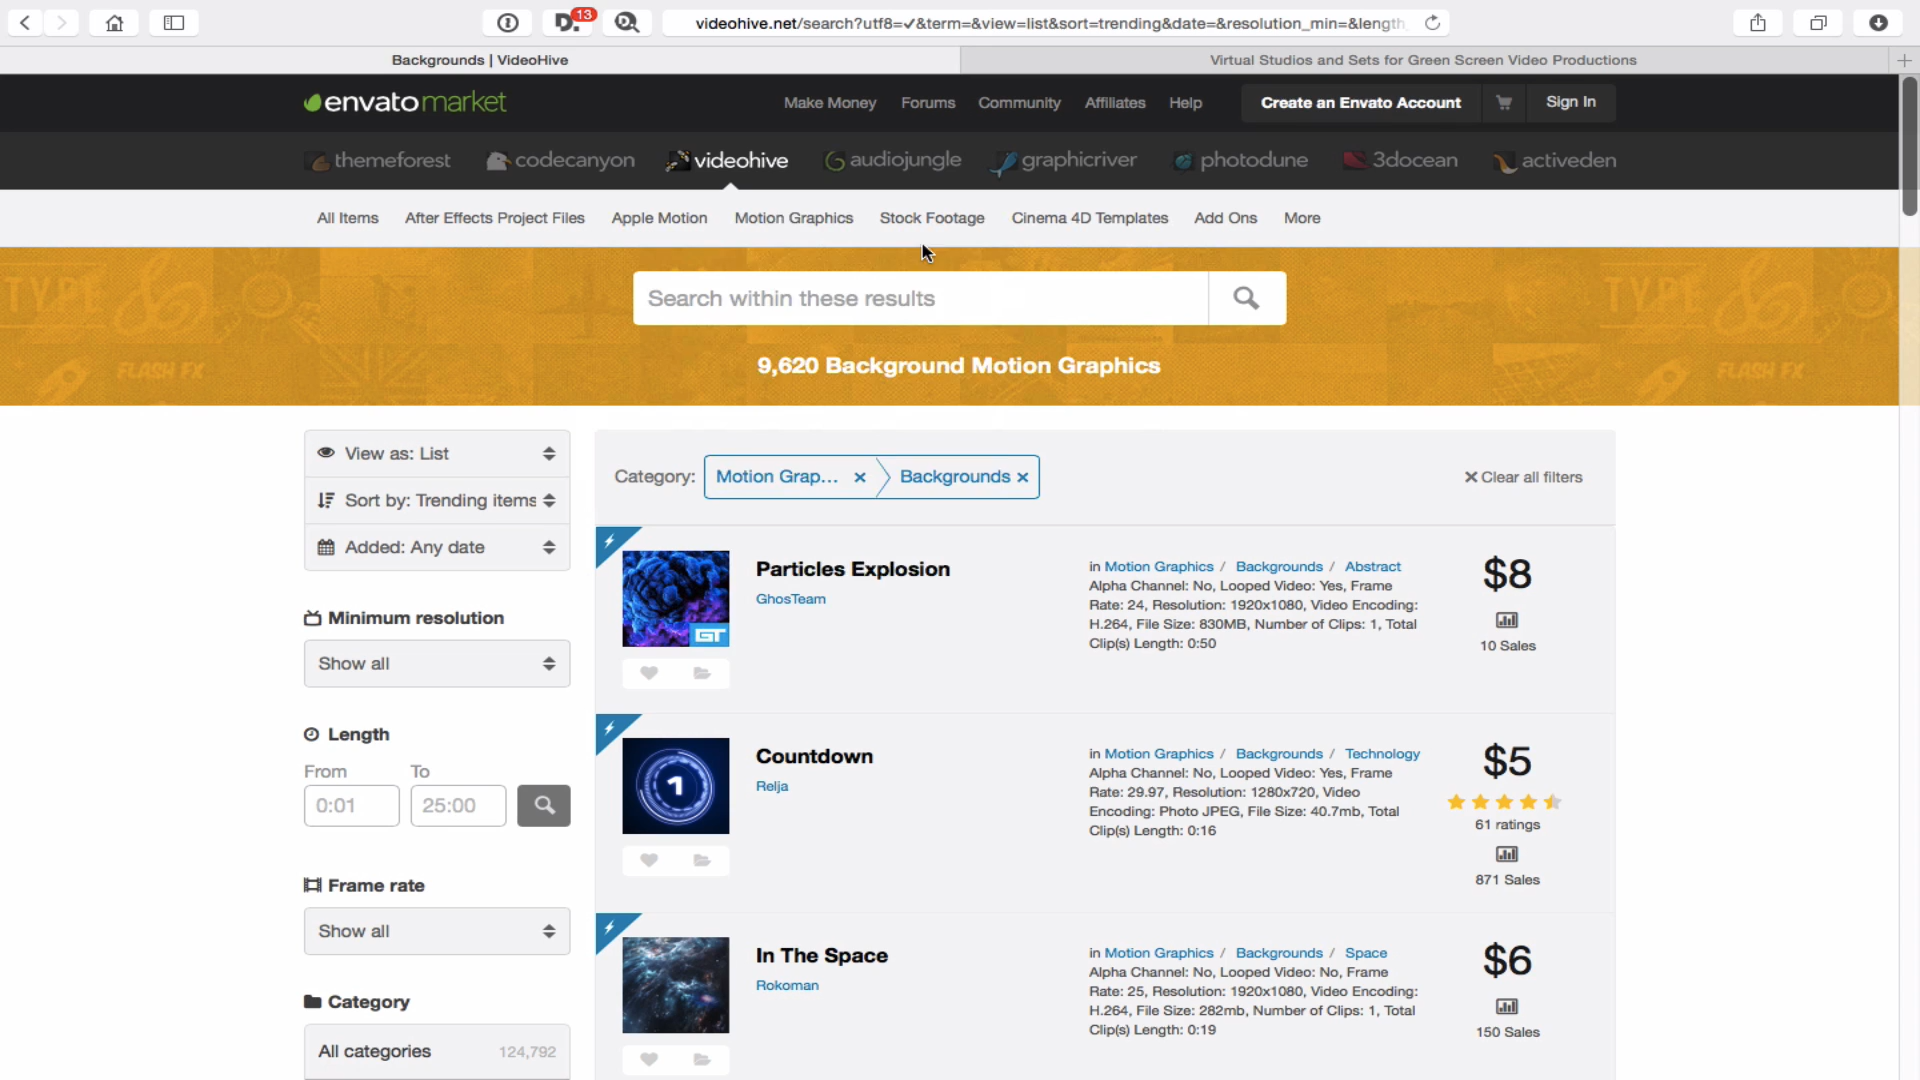 13
videohive.net/search?utf8=✓&term=&view=list&sort=trending&date=&resolution_min=&length
Backgrounds | VideoHive
Virtual Studios and Sets for Green Screen Video Productions
envato market
Make Money
Forums
Community
Affiliates
Help
Create an Envato Account
Sign In
themeforest
codecanyon
videohive
audiojungle
graphicriver
photodune
3docean
activeden
All Items
After Effects Project Files
Apple Motion
Motion Graphics
Stock Footage
Cinema 4D Templates
Add Ons
More
TYPE
TYPE
Search within these results
9,620 Background Motion Graphics
FLASH FX
FLASH FX
View as: List
Sort by: Trending items
Added: Any date
Minimum resolution
Show all
Length
From
To
0:01
25:00
Frame rate
Show all
Category
All categories
124,792
Category:
Motion Grap...
Backgrounds
Clear all filters
GT
Particles Explosion
GhosTeam
in Motion Graphics / Backgrounds / Abstract
Alpha Channel: No, Looped Video: Yes, Frame
Rate: 24, Resolution: 1920x1080, Video Encoding:
H.264, File Size: 830MB, Number of Clips: 1, Total
Clip(s) Length: 0:50
$8
10 Sales
1
Countdown
Relja
in Motion Graphics / Backgrounds / Technology
Alpha Channel: No, Looped Video: Yes, Frame
Rate: 29.97, Resolution: 1280x720, Video
Encoding: Photo JPEG, File Size: 40.7mb, Total
Clip(s) Length: 0:16
$5
61 ratings
871 Sales
In The Space
Rokoman
in Motion Graphics / Backgrounds / Space
Alpha Channel: No, Looped Video: No, Frame
Rate: 25, Resolution: 1920x1080, Video Encoding:
H.264, File Size: 282mb, Number of Clips: 1, Total
Clip(s) Length: 0:19
$6
150 Sales